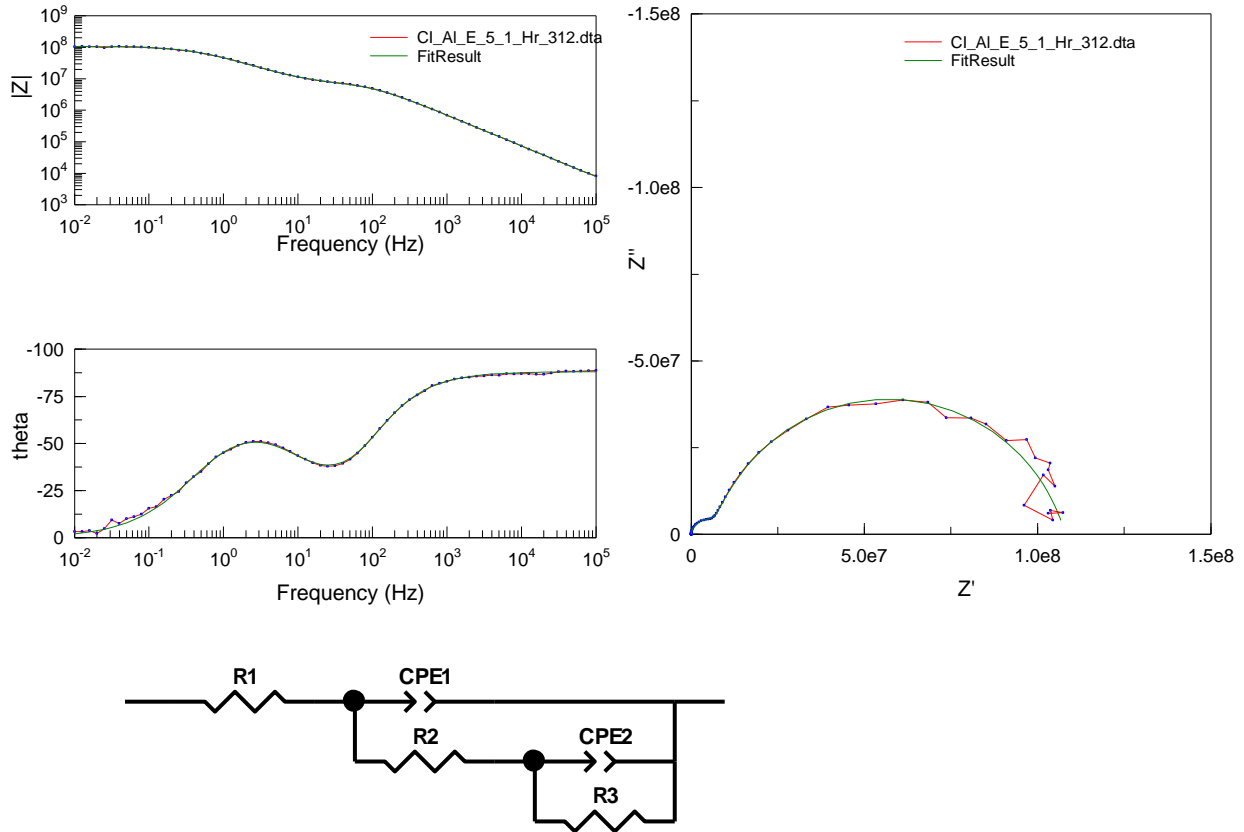 10^9
10^8
10^7
10^6
10^5
10^4
10^3
|Z|
Cl_Al_E_5_1_Hr_312.dta
FitResult
10^-2 10^-1 10^0 10^1 10^2 10^3 10^4 10^5
Frequency (Hz)
-100
-75
-50
-25
0
theta
10^-2 10^-1 10^0 10^1 10^2 10^3 10^4 10^5
Frequency (Hz)
-1.5e8
-1.0e8
-5.0e7
0
Z''
Cl_Al_E_5_1_Hr_312.dta
FitResult
0 5.0e7 1.0e8 1.5e8
Z'
R1 CPE1
R2 CPE2
R3